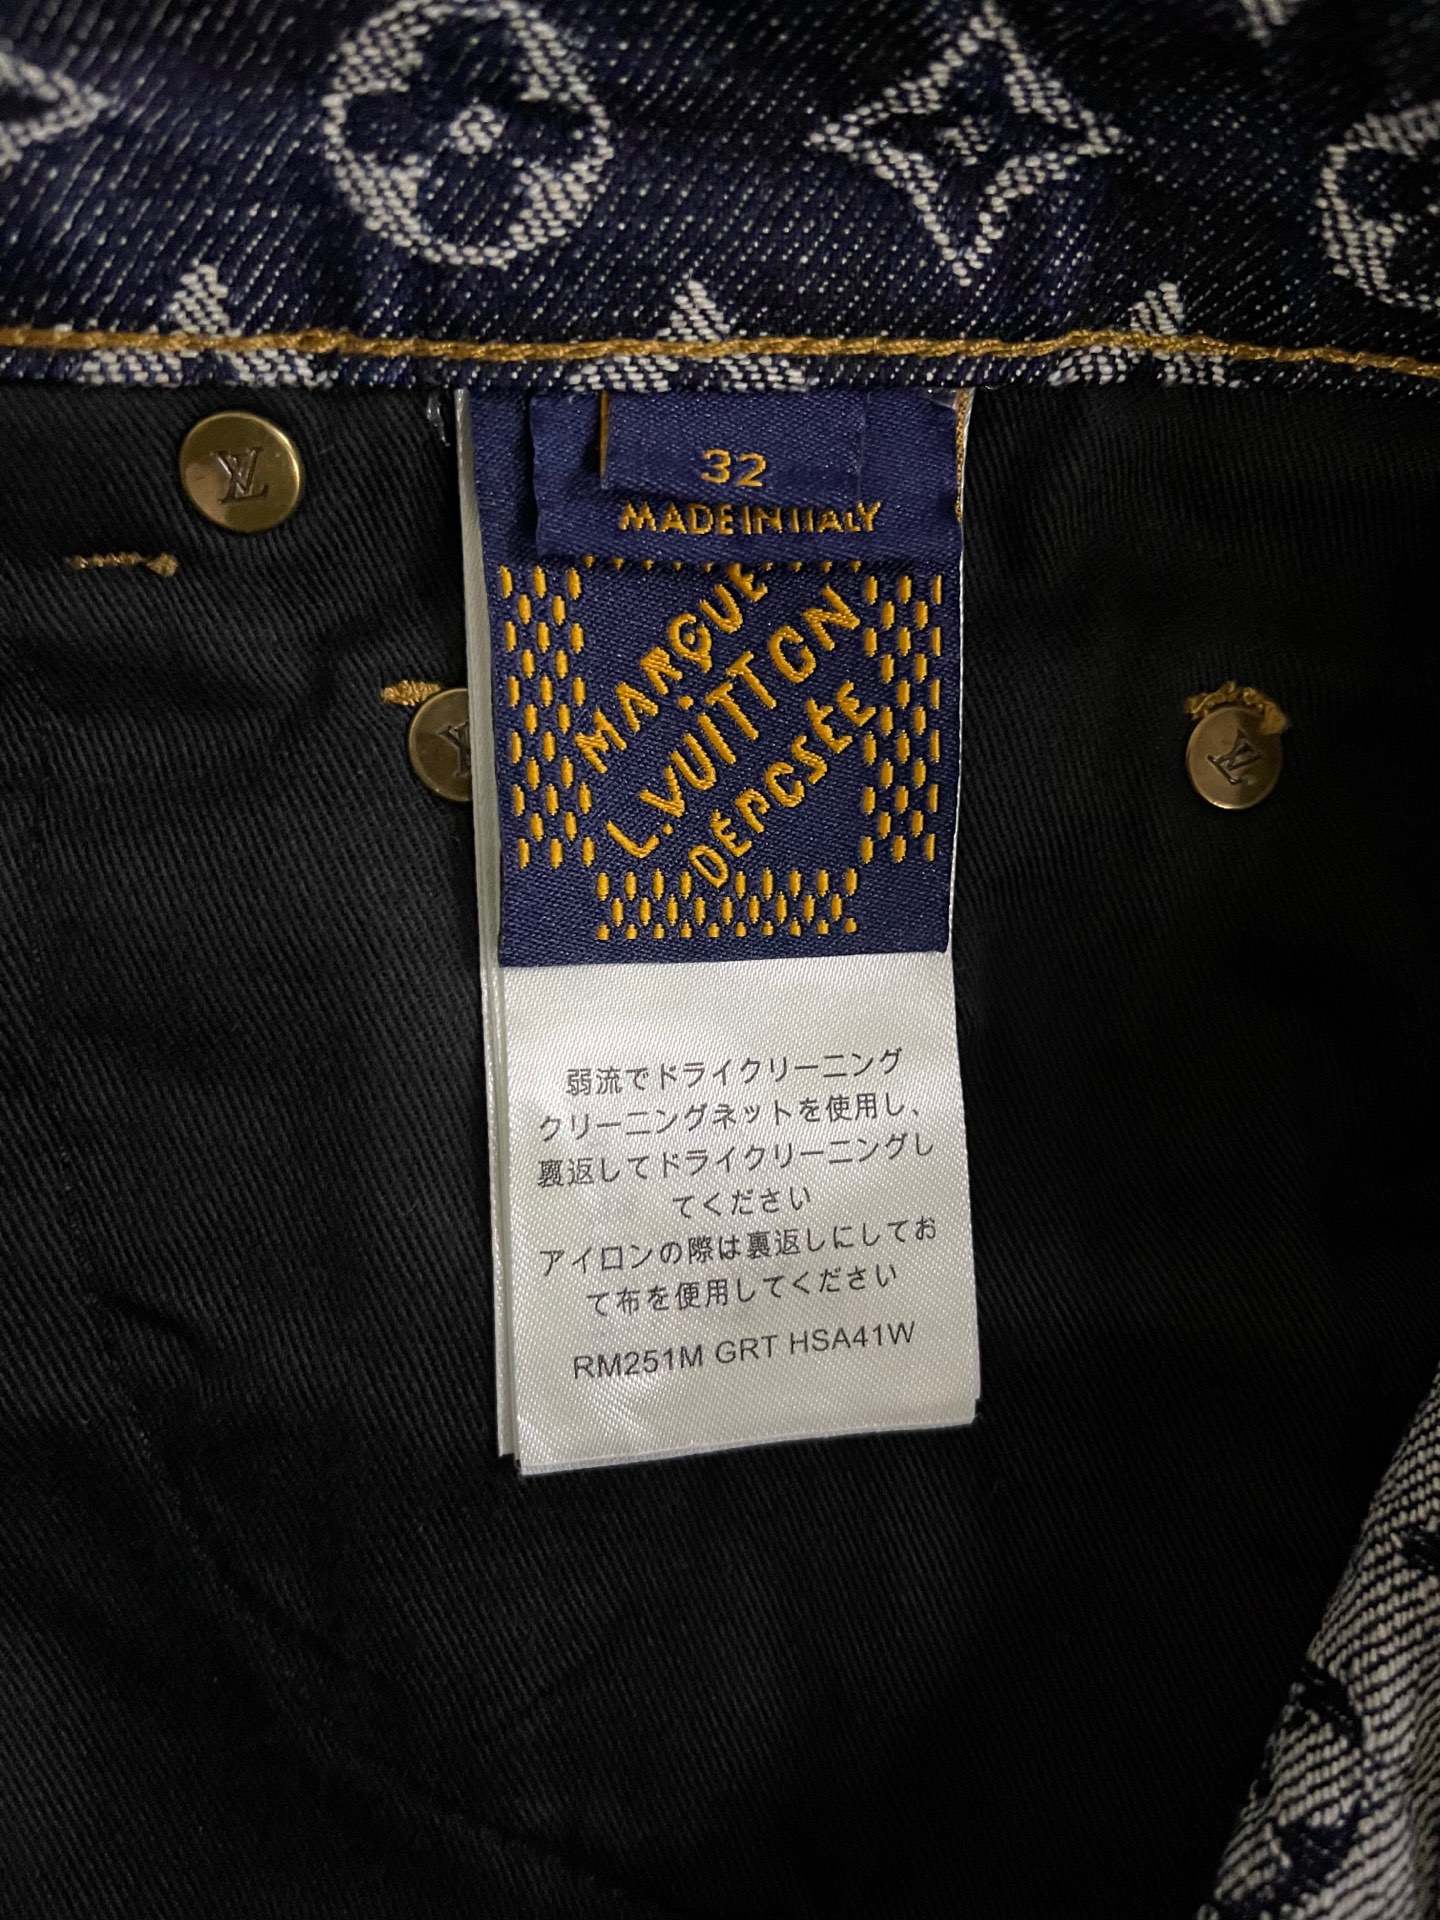 32
MADE IN ITALY
MARQUE
L.VUITTON
DÉPOSÉE
弱流でドライクリーニング
クリーニングネットを使用し、
裏返してドライクリーニングし
てください
アイロンの際は裏返しにしてお
て布を使用してください
RM251M GRT HSA41W
LV
LV
LV